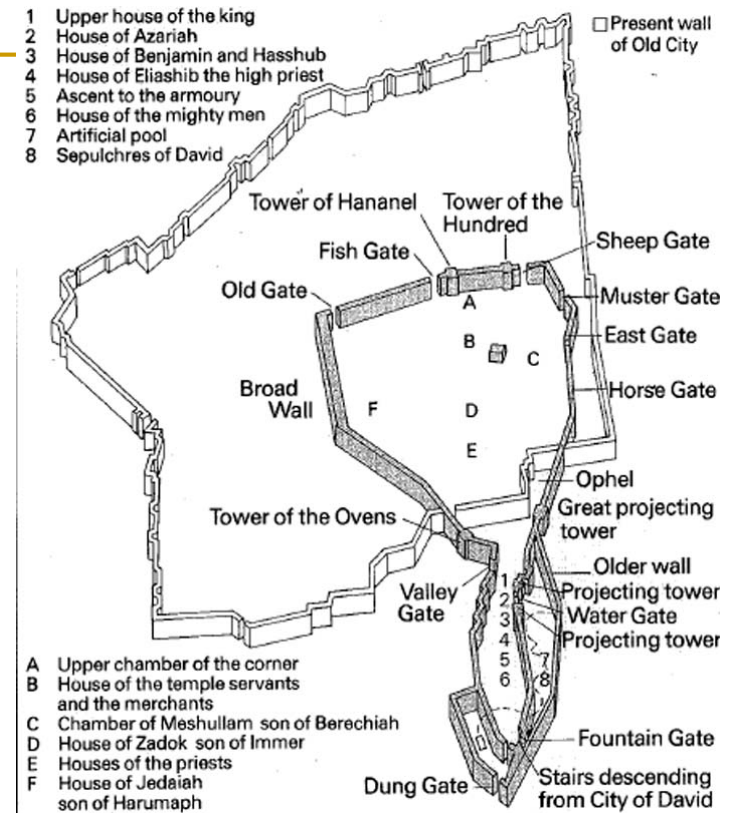 1 Upper house of the king
2 House of Azariah
3 House of Benjamin and Hasshub
4 House of Eliashib the high priest
5 Ascent to the armoury
6 House of the mighty men
7 Artificial pool
8 Sepulchres of David
Present wall
of Old City
Tower of Hananel
Tower of the
Hundred
Fish Gate
Sheep Gate
Old Gate
Muster Gate
A
East Gate
B
C
Horse Gate
Broad
Wall
F
D
E
Ophel
Great projecting
tower
Tower of the Ovens
Older wall
Valley
Gate
Projecting tower
Water Gate
Projecting tower
1
2
3
4
5
6
7
8
Fountain Gate
Dung Gate
Stairs descending
from City of David
A Upper chamber of the corner
B House of the temple servants
and the merchants
C Chamber of Meshullam son of Berechiah
D House of Zadok son of Immer
E Houses of the priests
F House of Jedaiah
son of Harumaph